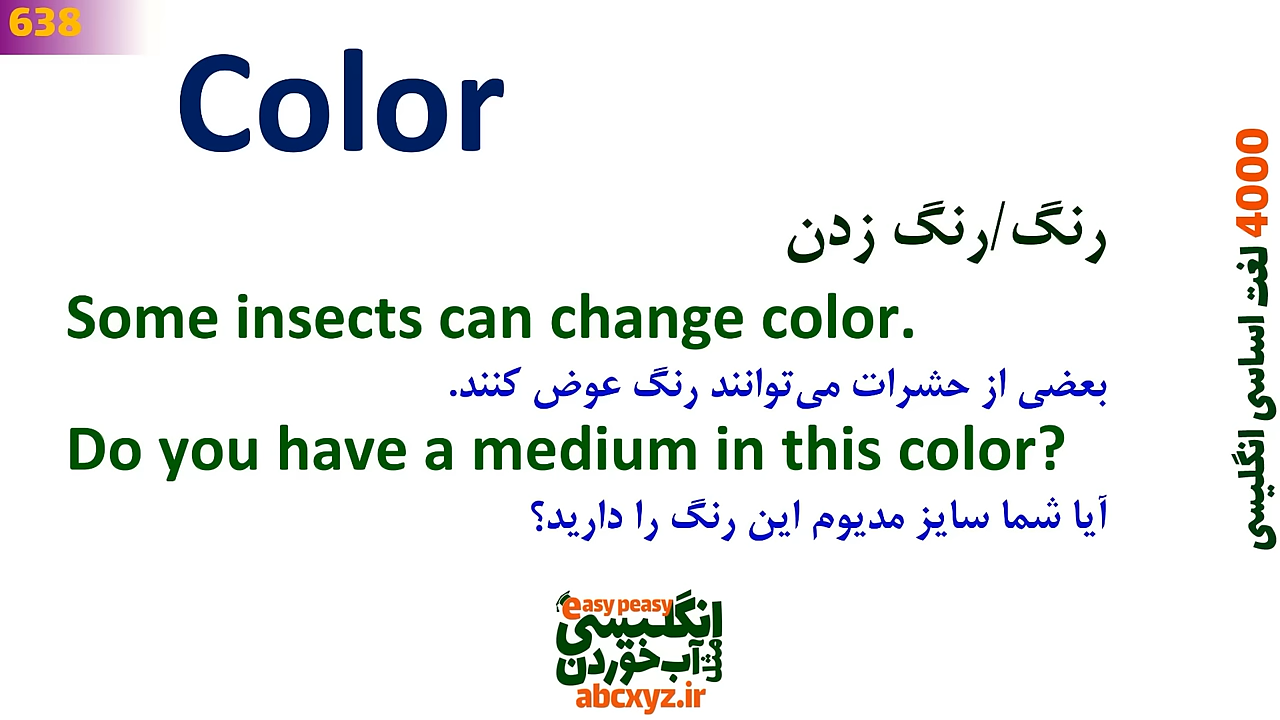 638
Color
رنگ/رنگ زدن
Some insects can change color.
بعضی از حشرات می‌توانند رنگ عوض کنند.
Do you have a medium in this color?
آیا شما سایز مدیوم این رنگ را دارید؟
4000 لغت اساسی انگلیسی
easy peasy
انگلیسی
مثل آب خوردن
abcxyz.ir